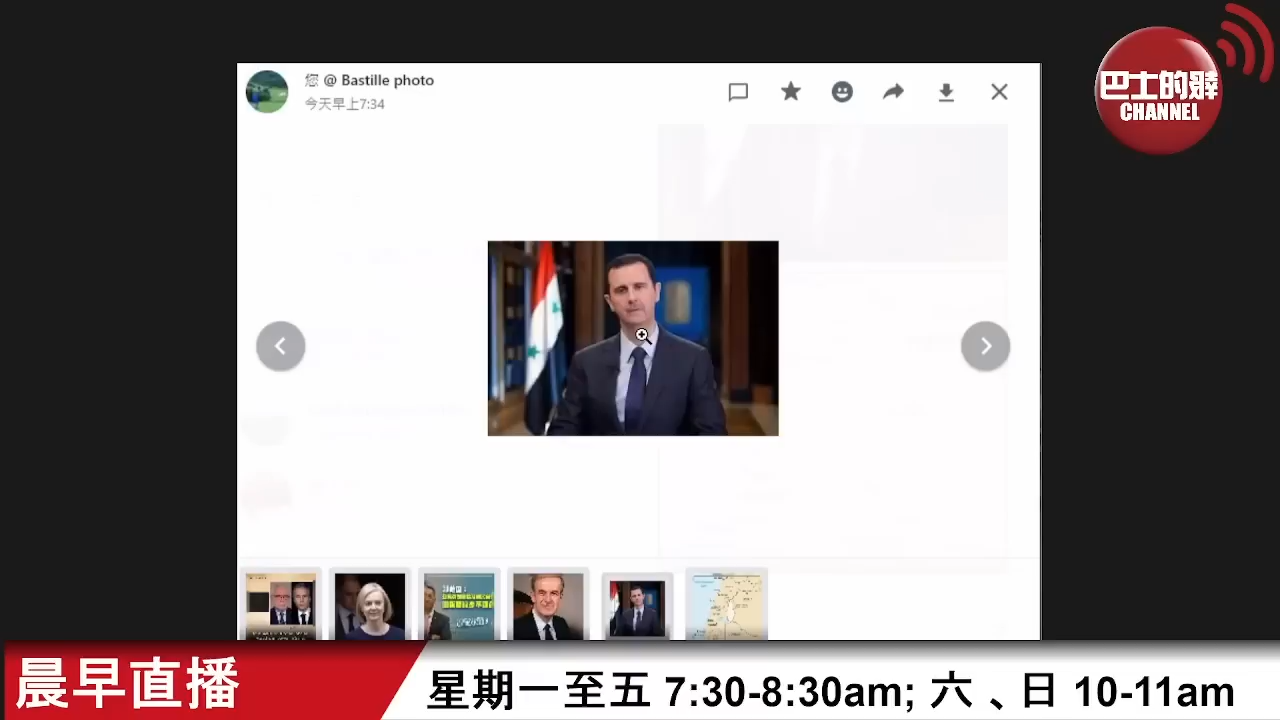 您 @ Bastille photo
今天早上7:34
巴士的報
CHANNEL
晨早直播
星期一至五 7:30-8:30am; 六、日 10-11am